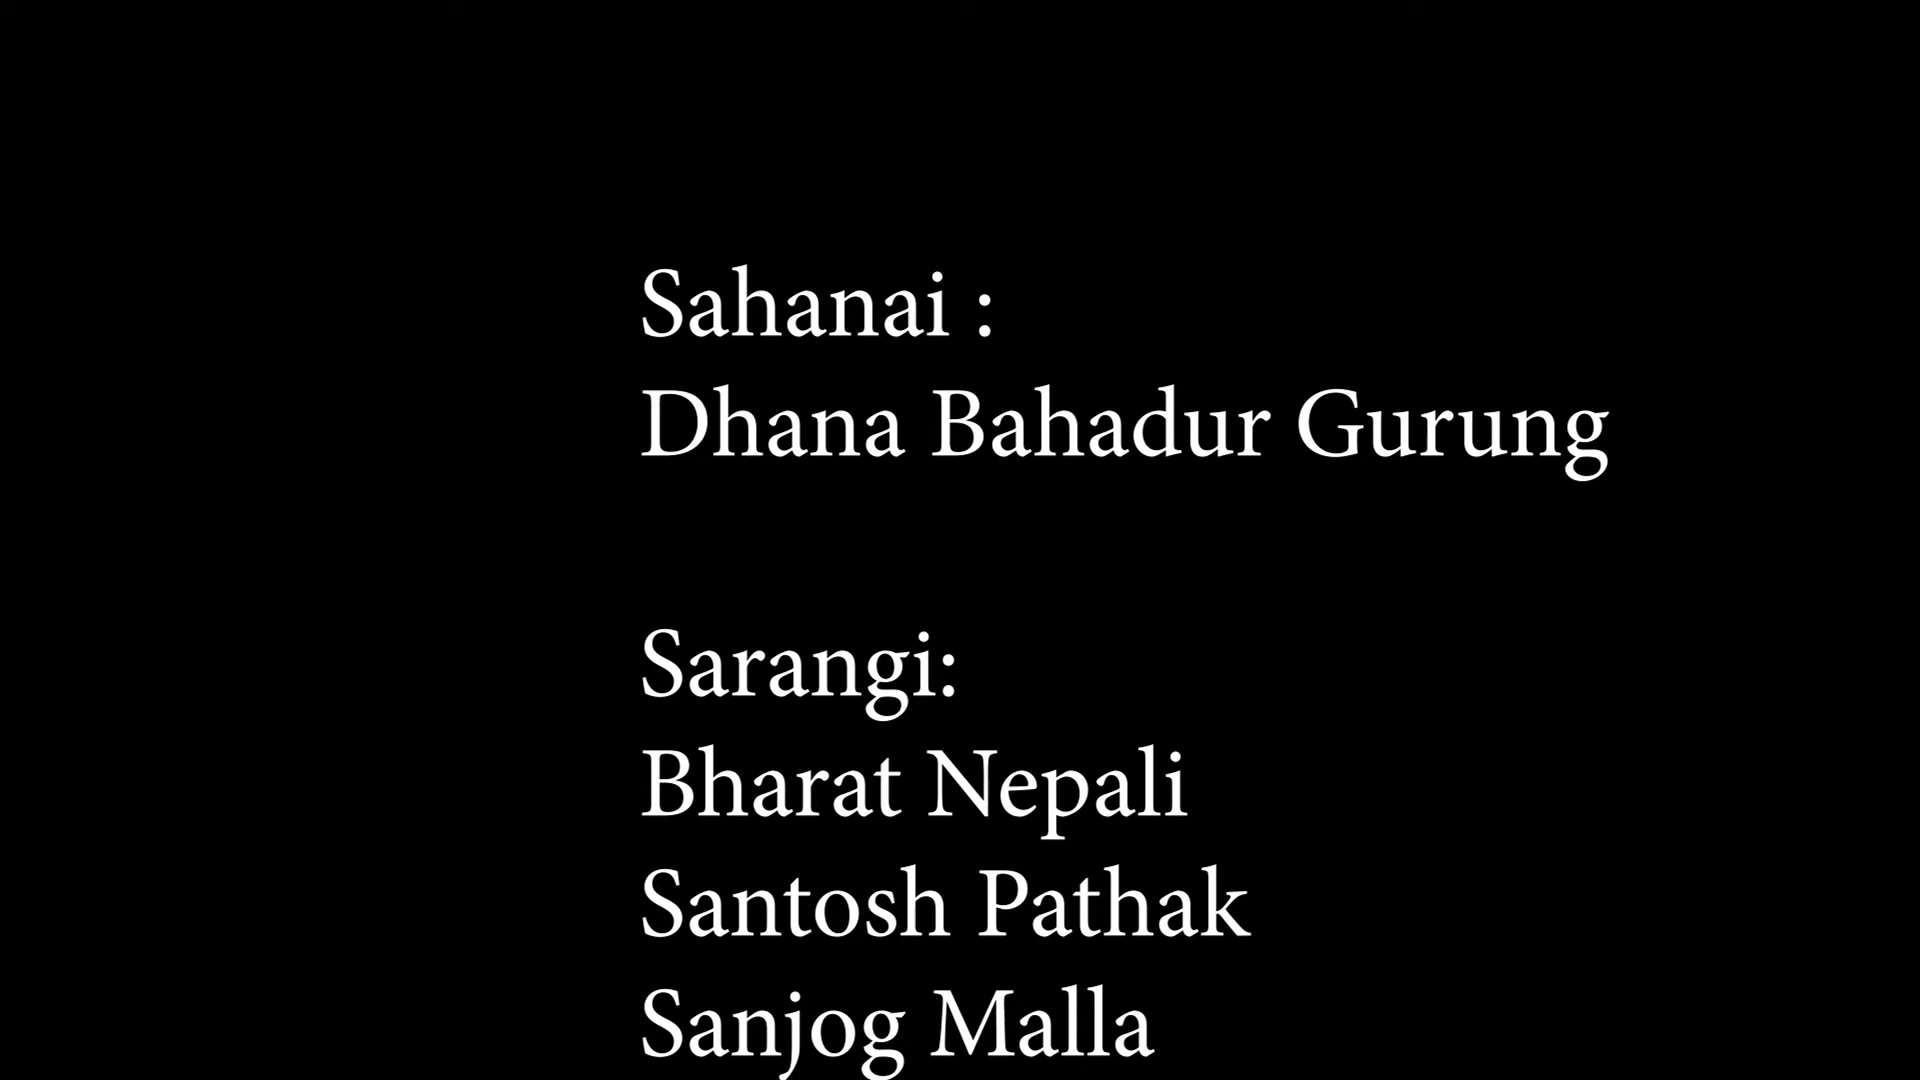 Sahanai :
Dhana Bahadur Gurung
Sarangi:
Bharat Nepali
Santosh Pathak
Sanjog Malla